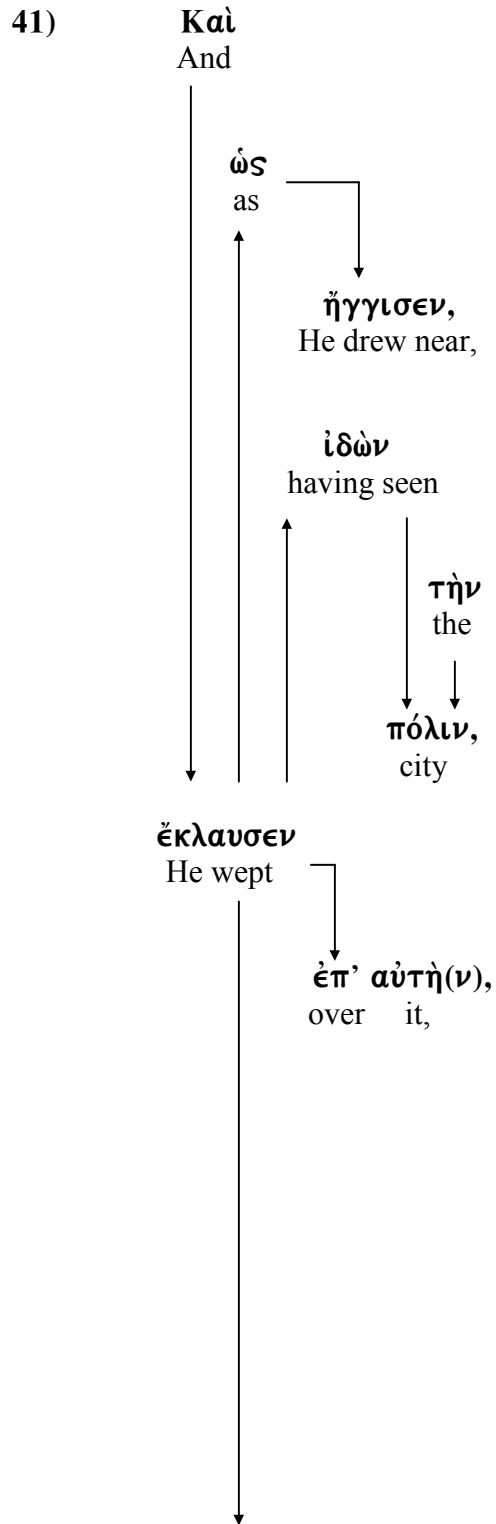 41) Καὶ
And
ὡς
as
ἤγγισεν,
He drew near,
ἰδὼν
having seen
τὴν
the
πόλιν,
city
ἔκλαυσεν
He wept
ἐπ’ αὐτὴ(ν),
over it,